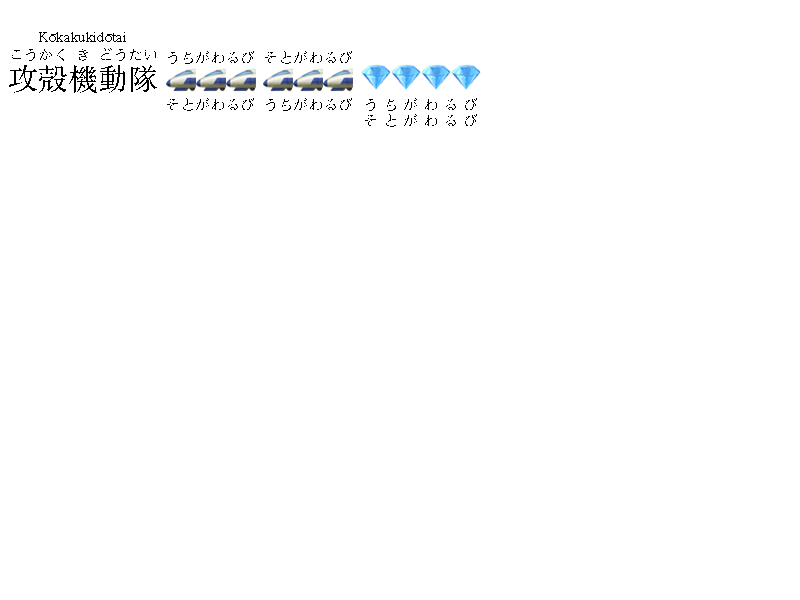 Kōkakukidōtai
こうかく き どうたい
攻殻機動隊
うちがわるび
🚅🚅🚅
そとがわるび
そとがわるび
🚅🚅🚅
うちがわるび
💎💎💎💎
うちがわるび
そとがわるび